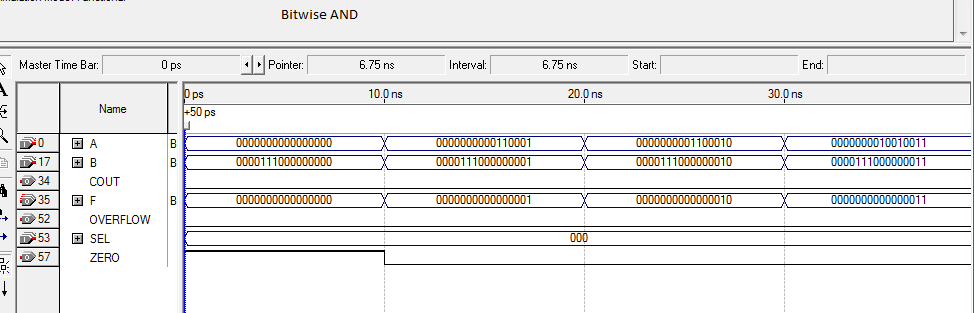 Bitwise AND
Master Time Bar: 0 ps Pointer: 6.75 ns Interval: 6.75 ns Start: End:
Name 0 ps 10.0 ns 20.0 ns 30.0 ns
+50 ps
0 A B 0000000000000000 0000000000110001 0000000001100010 0000000010010011
17 B B 0000111000000000 0000111000000001 0000111000000010 0000111000000011
34 COUT
35 F B 0000000000000000 0000000000000001 0000000000000010 0000000000000011
52 OVERFLOW
53 SEL 000
57 ZERO